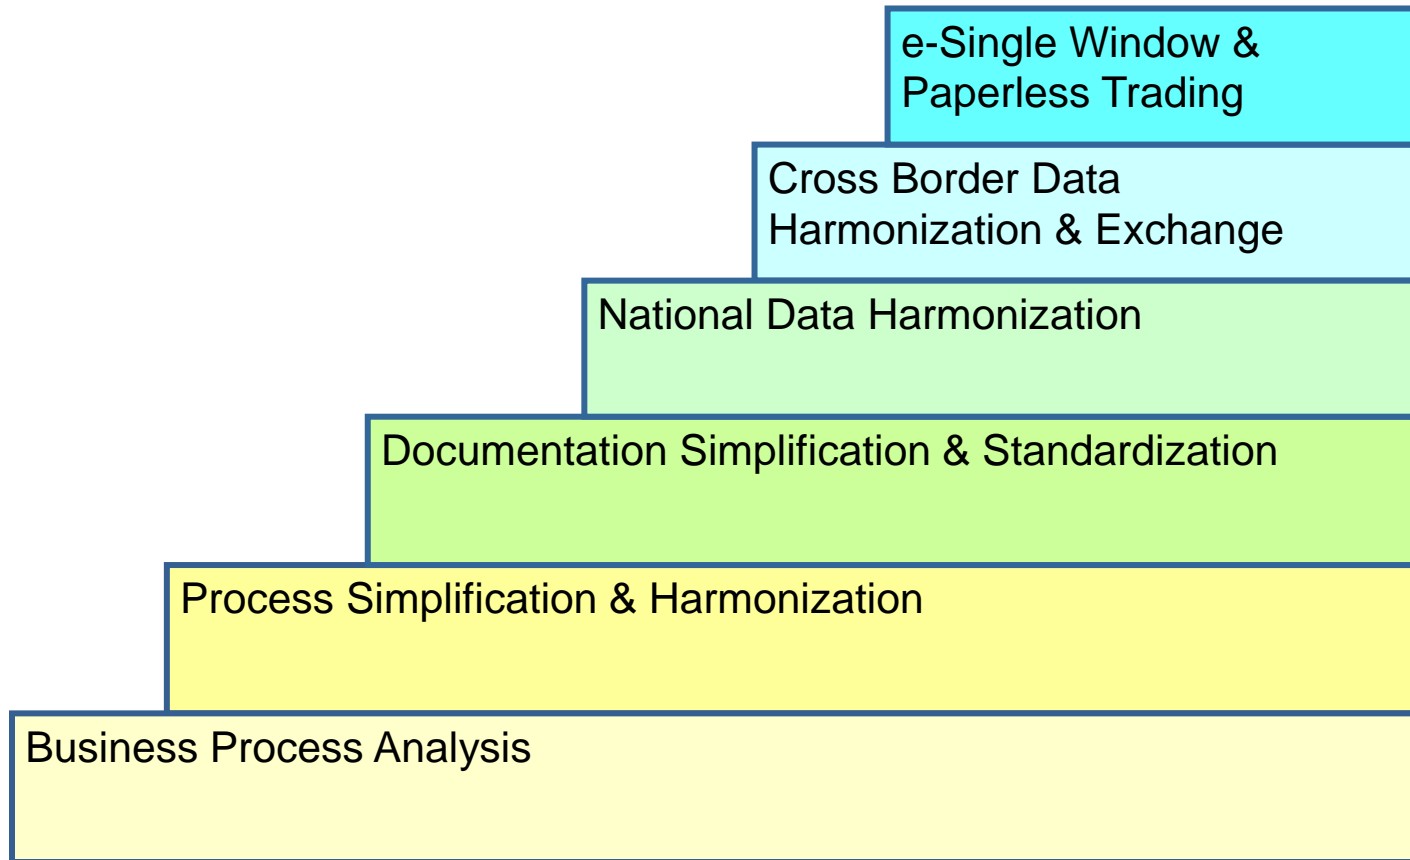 e-Single Window &
Paperless Trading
Cross Border Data
Harmonization & Exchange
National Data Harmonization
Documentation Simplification & Standardization
Process Simplification & Harmonization
Business Process Analysis